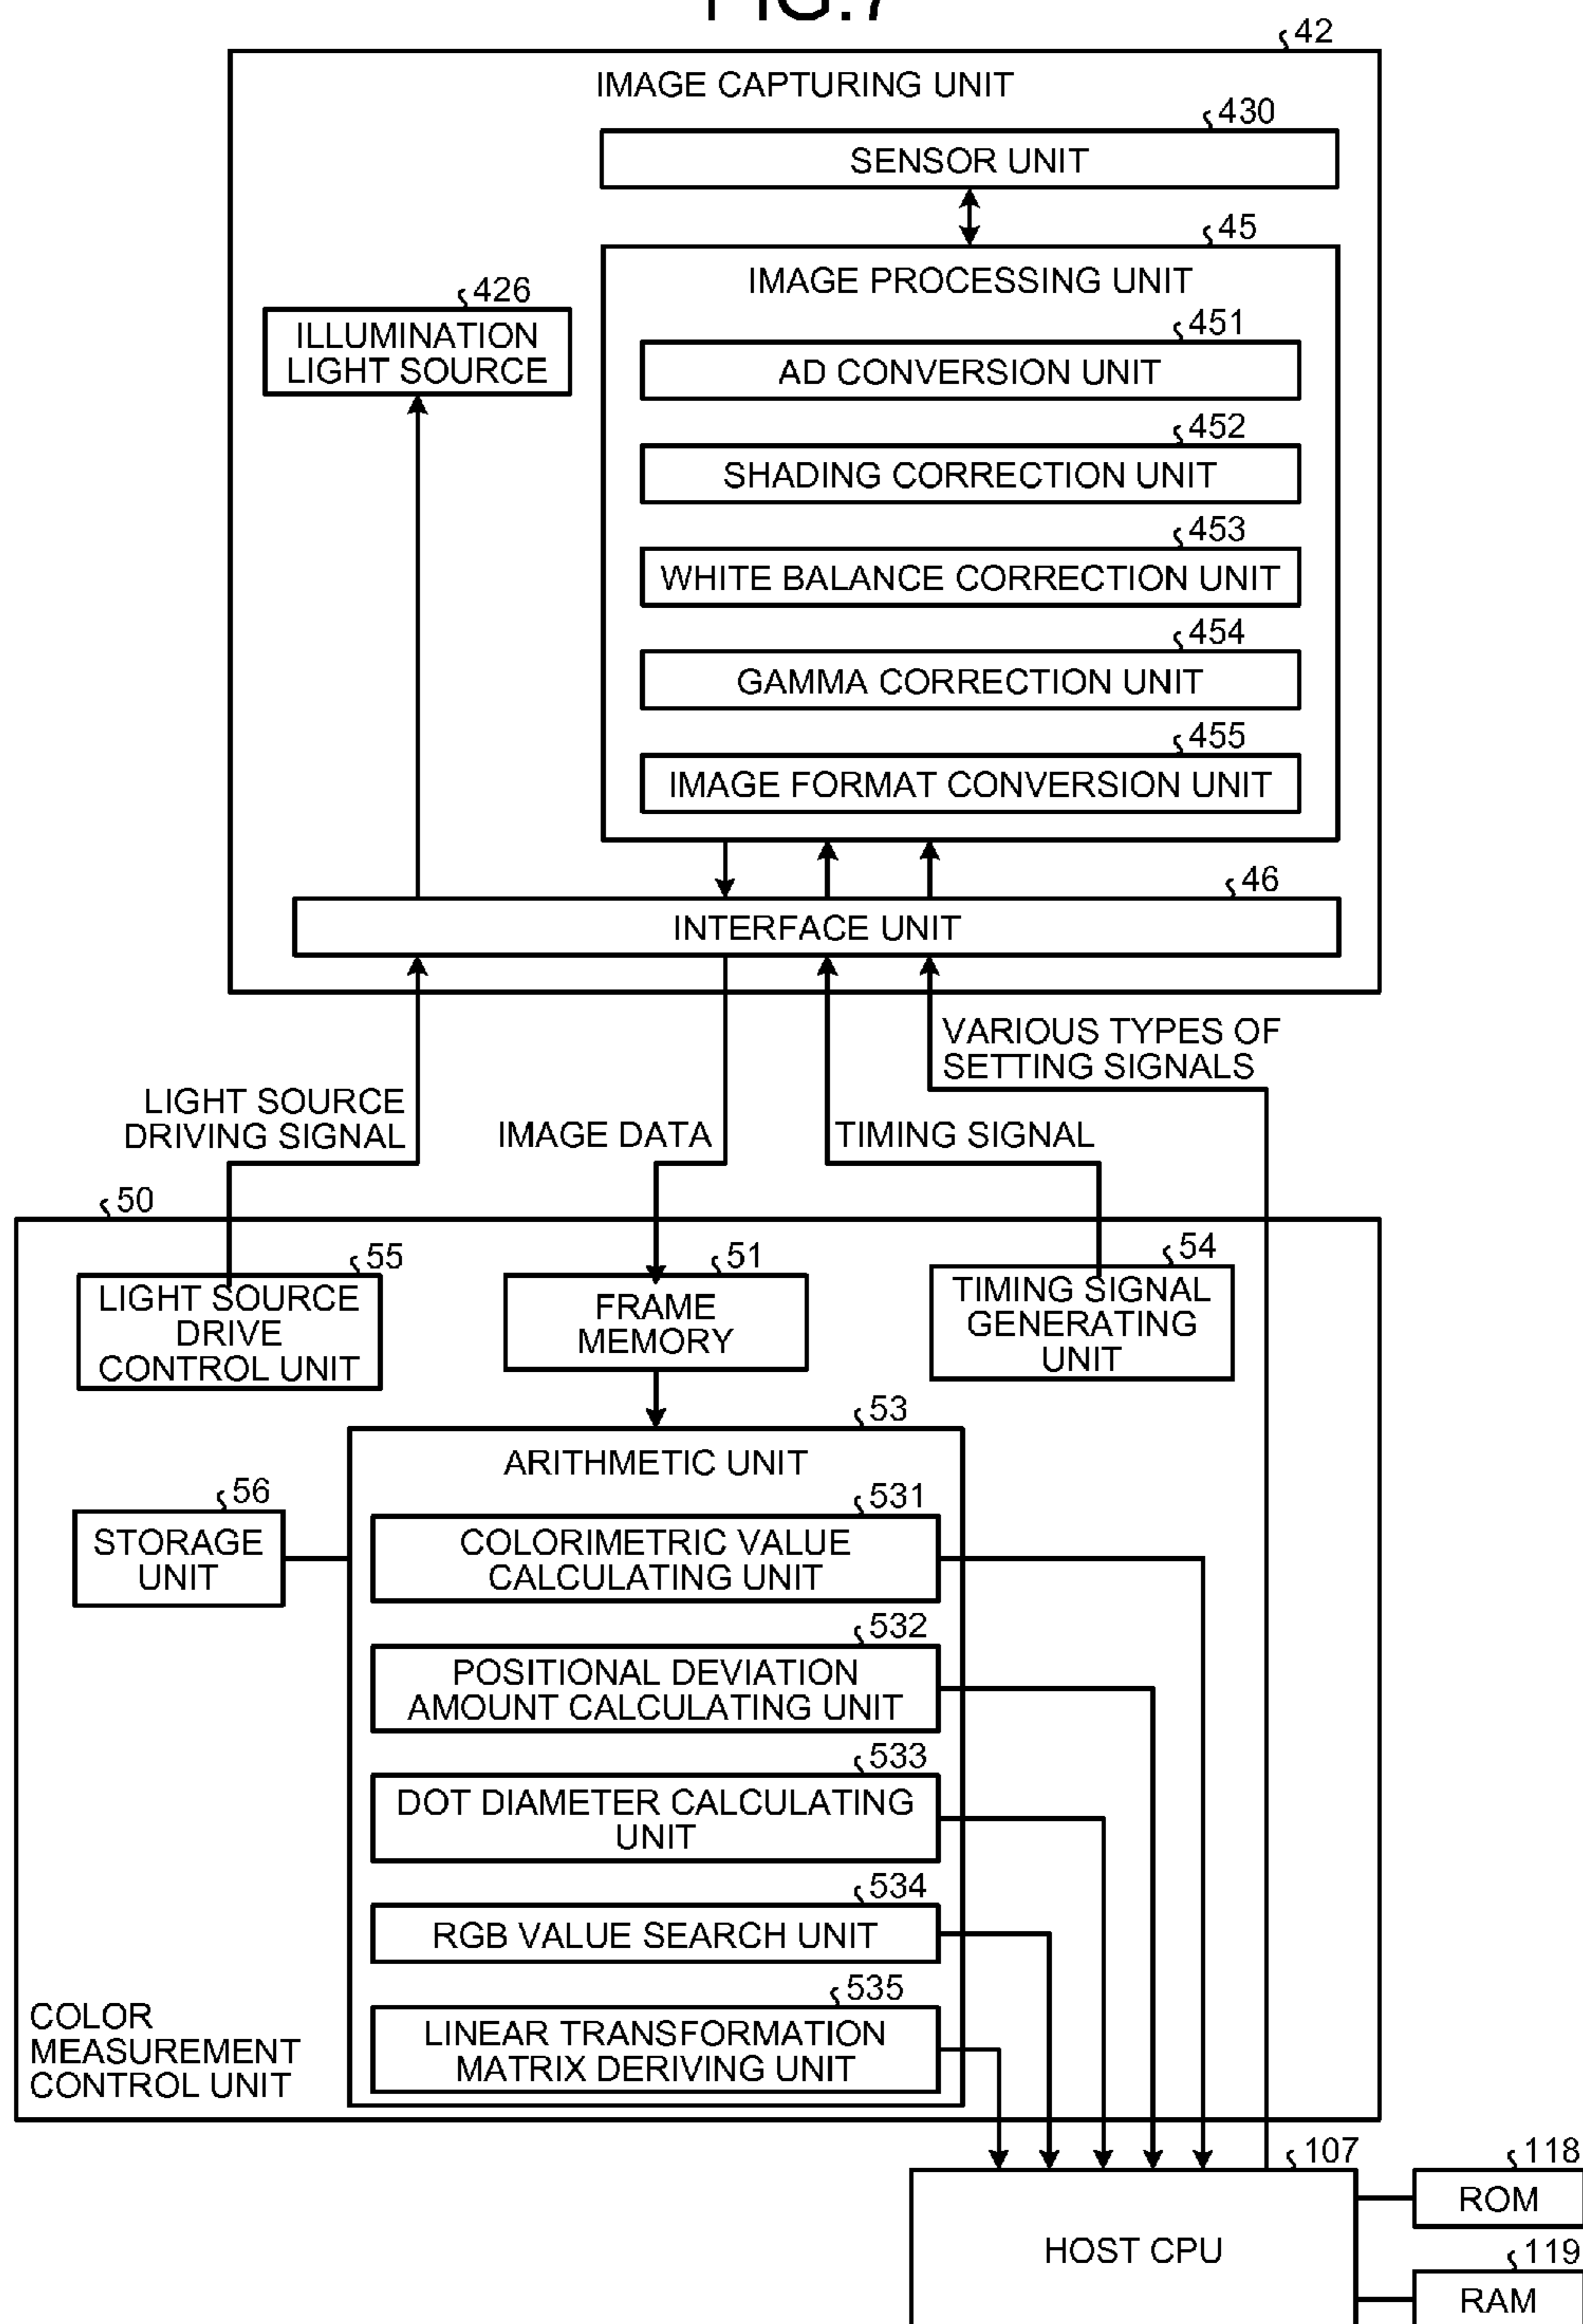 FIG.7
42
IMAGE CAPTURING UNIT
430
SENSOR UNIT
45
IMAGE PROCESSING UNIT
426
ILLUMINATION
LIGHT SOURCE
451
AD CONVERSION UNIT
452
SHADING CORRECTION UNIT
453
WHITE BALANCE CORRECTION UNIT
454
GAMMA CORRECTION UNIT
455
IMAGE FORMAT CONVERSION UNIT
46
INTERFACE UNIT
VARIOUS TYPES OF
SETTING SIGNALS
LIGHT SOURCE
DRIVING SIGNAL
IMAGE DATA
TIMING SIGNAL
50
55
LIGHT SOURCE
DRIVE
CONTROL UNIT
51
FRAME
MEMORY
54
TIMING SIGNAL
GENERATING
UNIT
53
ARITHMETIC UNIT
56
STORAGE
UNIT
531
COLORIMETRIC VALUE
CALCULATING UNIT
532
POSITIONAL DEVIATION
AMOUNT CALCULATING UNIT
533
DOT DIAMETER CALCULATING
UNIT
534
RGB VALUE SEARCH UNIT
535
LINEAR TRANSFORMATION
MATRIX DERIVING UNIT
COLOR
MEASUREMENT
CONTROL UNIT
107
HOST CPU
118
ROM
119
RAM